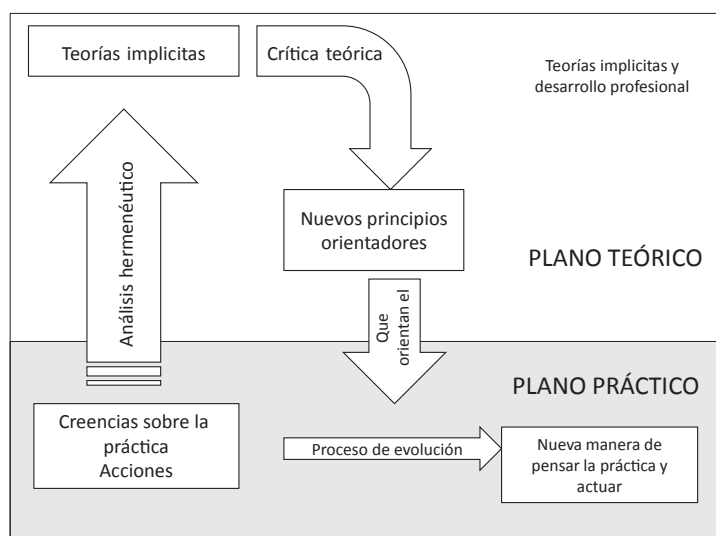 Teorías implicitas
Crítica teórica
Teorías implicitas y
desarrollo profesional
Análisis hermenéutico
Nuevos principios
orientadores
PLANO TEÓRICO
Que
orientan el
PLANO PRÁCTICO
Creencias sobre la
práctica
Acciones
Proceso de evolución
Nueva manera de
pensar la práctica y
actuar